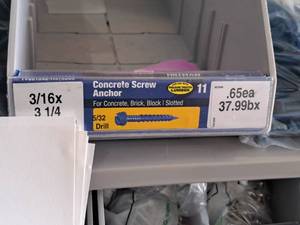 Concrete Screw
Anchor
11
For Concrete, Brick, Block | Slotted
3/16x
3 1/4
5/32
Drill
.65ea
37.99bx